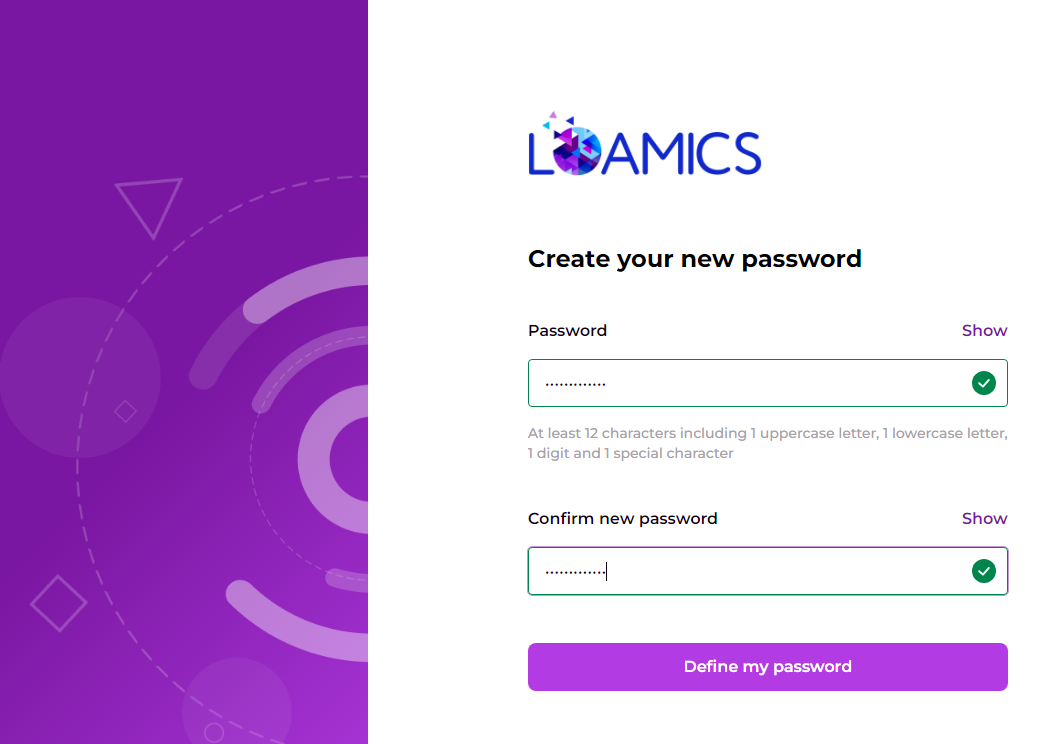 LOAMICS
Create your new password
Password
Show
•••••••••••••
At least 12 characters including 1 uppercase letter, 1 lowercase letter,
1 digit and 1 special character
Confirm new password
Show
•••••••••••••
Define my password